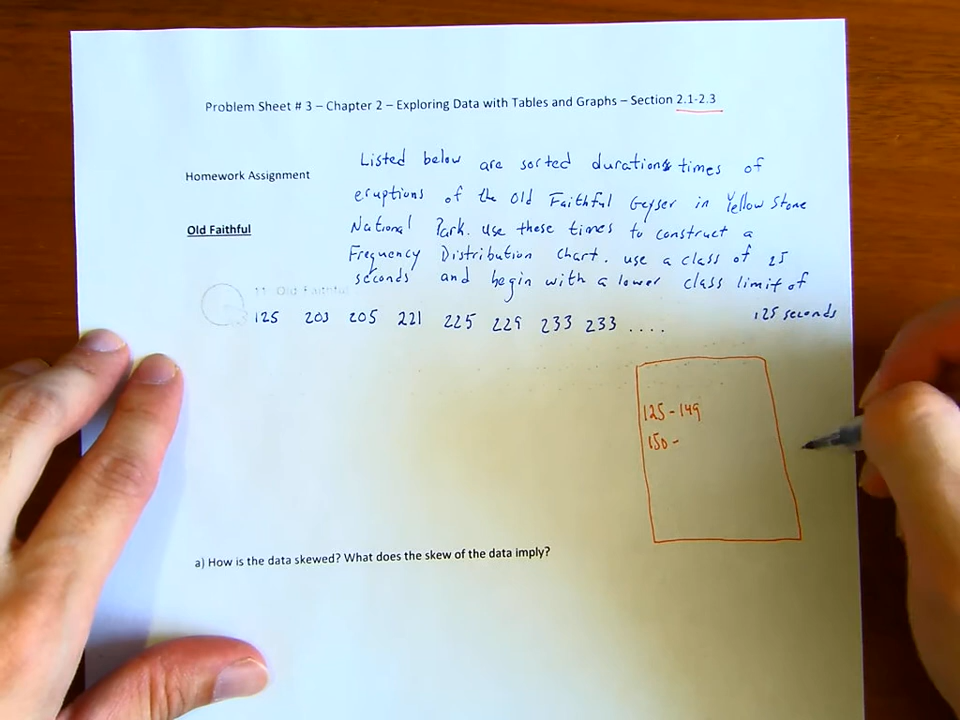 Problem Sheet # 3 – Chapter 2 – Exploring Data with Tables and Graphs – Section 2.1-2.3
Homework Assignment
Old Faithful
Listed below are sorted durations times of
eruptions of the Old Faithful Geyser in Yellow Stone
National Park. use these times to construct a
Frequency Distribution chart. use a class of 25
seconds and begin with a lower class limit of
125 seconds
11. Old Faithful
125 203 205 221 225 229 233 233 ....
125-149
150-
a) How is the data skewed? What does the skew of the data imply?